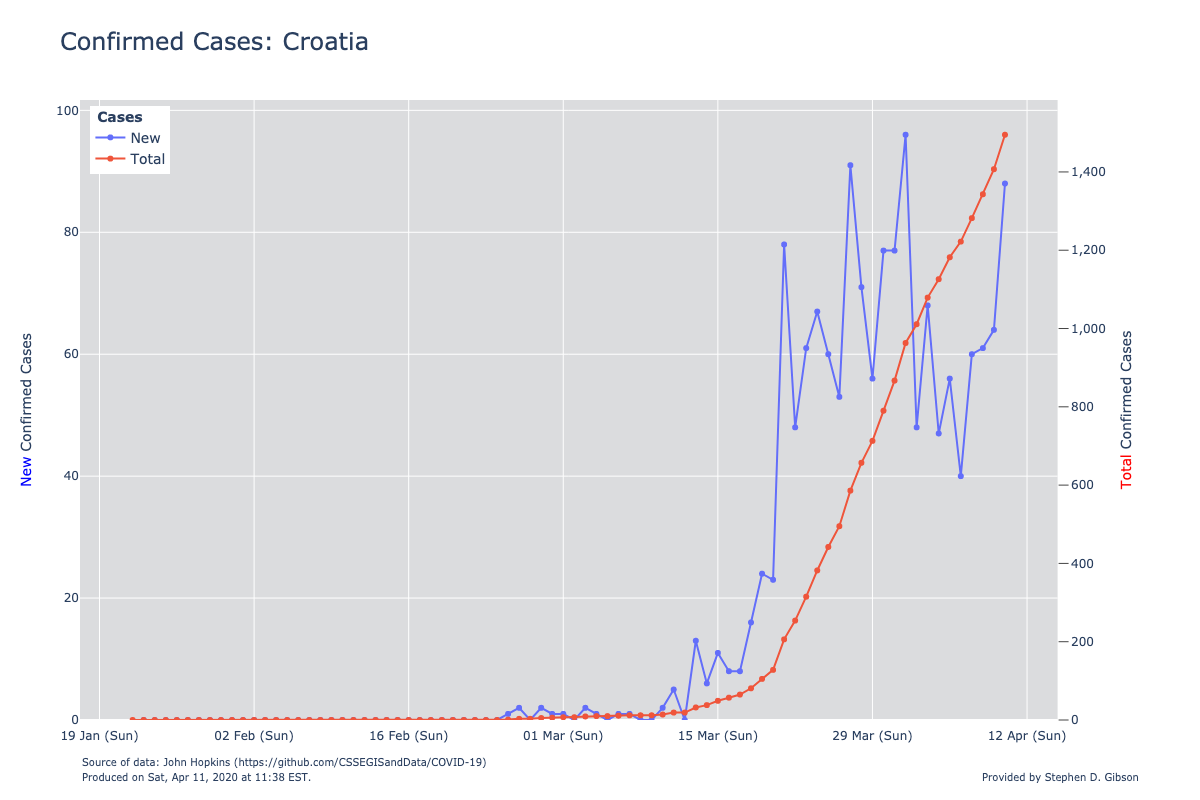 Confirmed Cases: Croatia
Cases
New
Total
100
80
60
40
20
0
1,400
1,200
1,000
800
600
400
200
0
New Confirmed Cases
Total Confirmed Cases
19 Jan (Sun)
02 Feb (Sun)
16 Feb (Sun)
01 Mar (Sun)
15 Mar (Sun)
29 Mar (Sun)
12 Apr (Sun)
Source of data: John Hopkins (https://github.com/CSSEGISandData/COVID-19)
Produced on Sat, Apr 11, 2020 at 11:38 EST.
Provided by Stephen D. Gibson